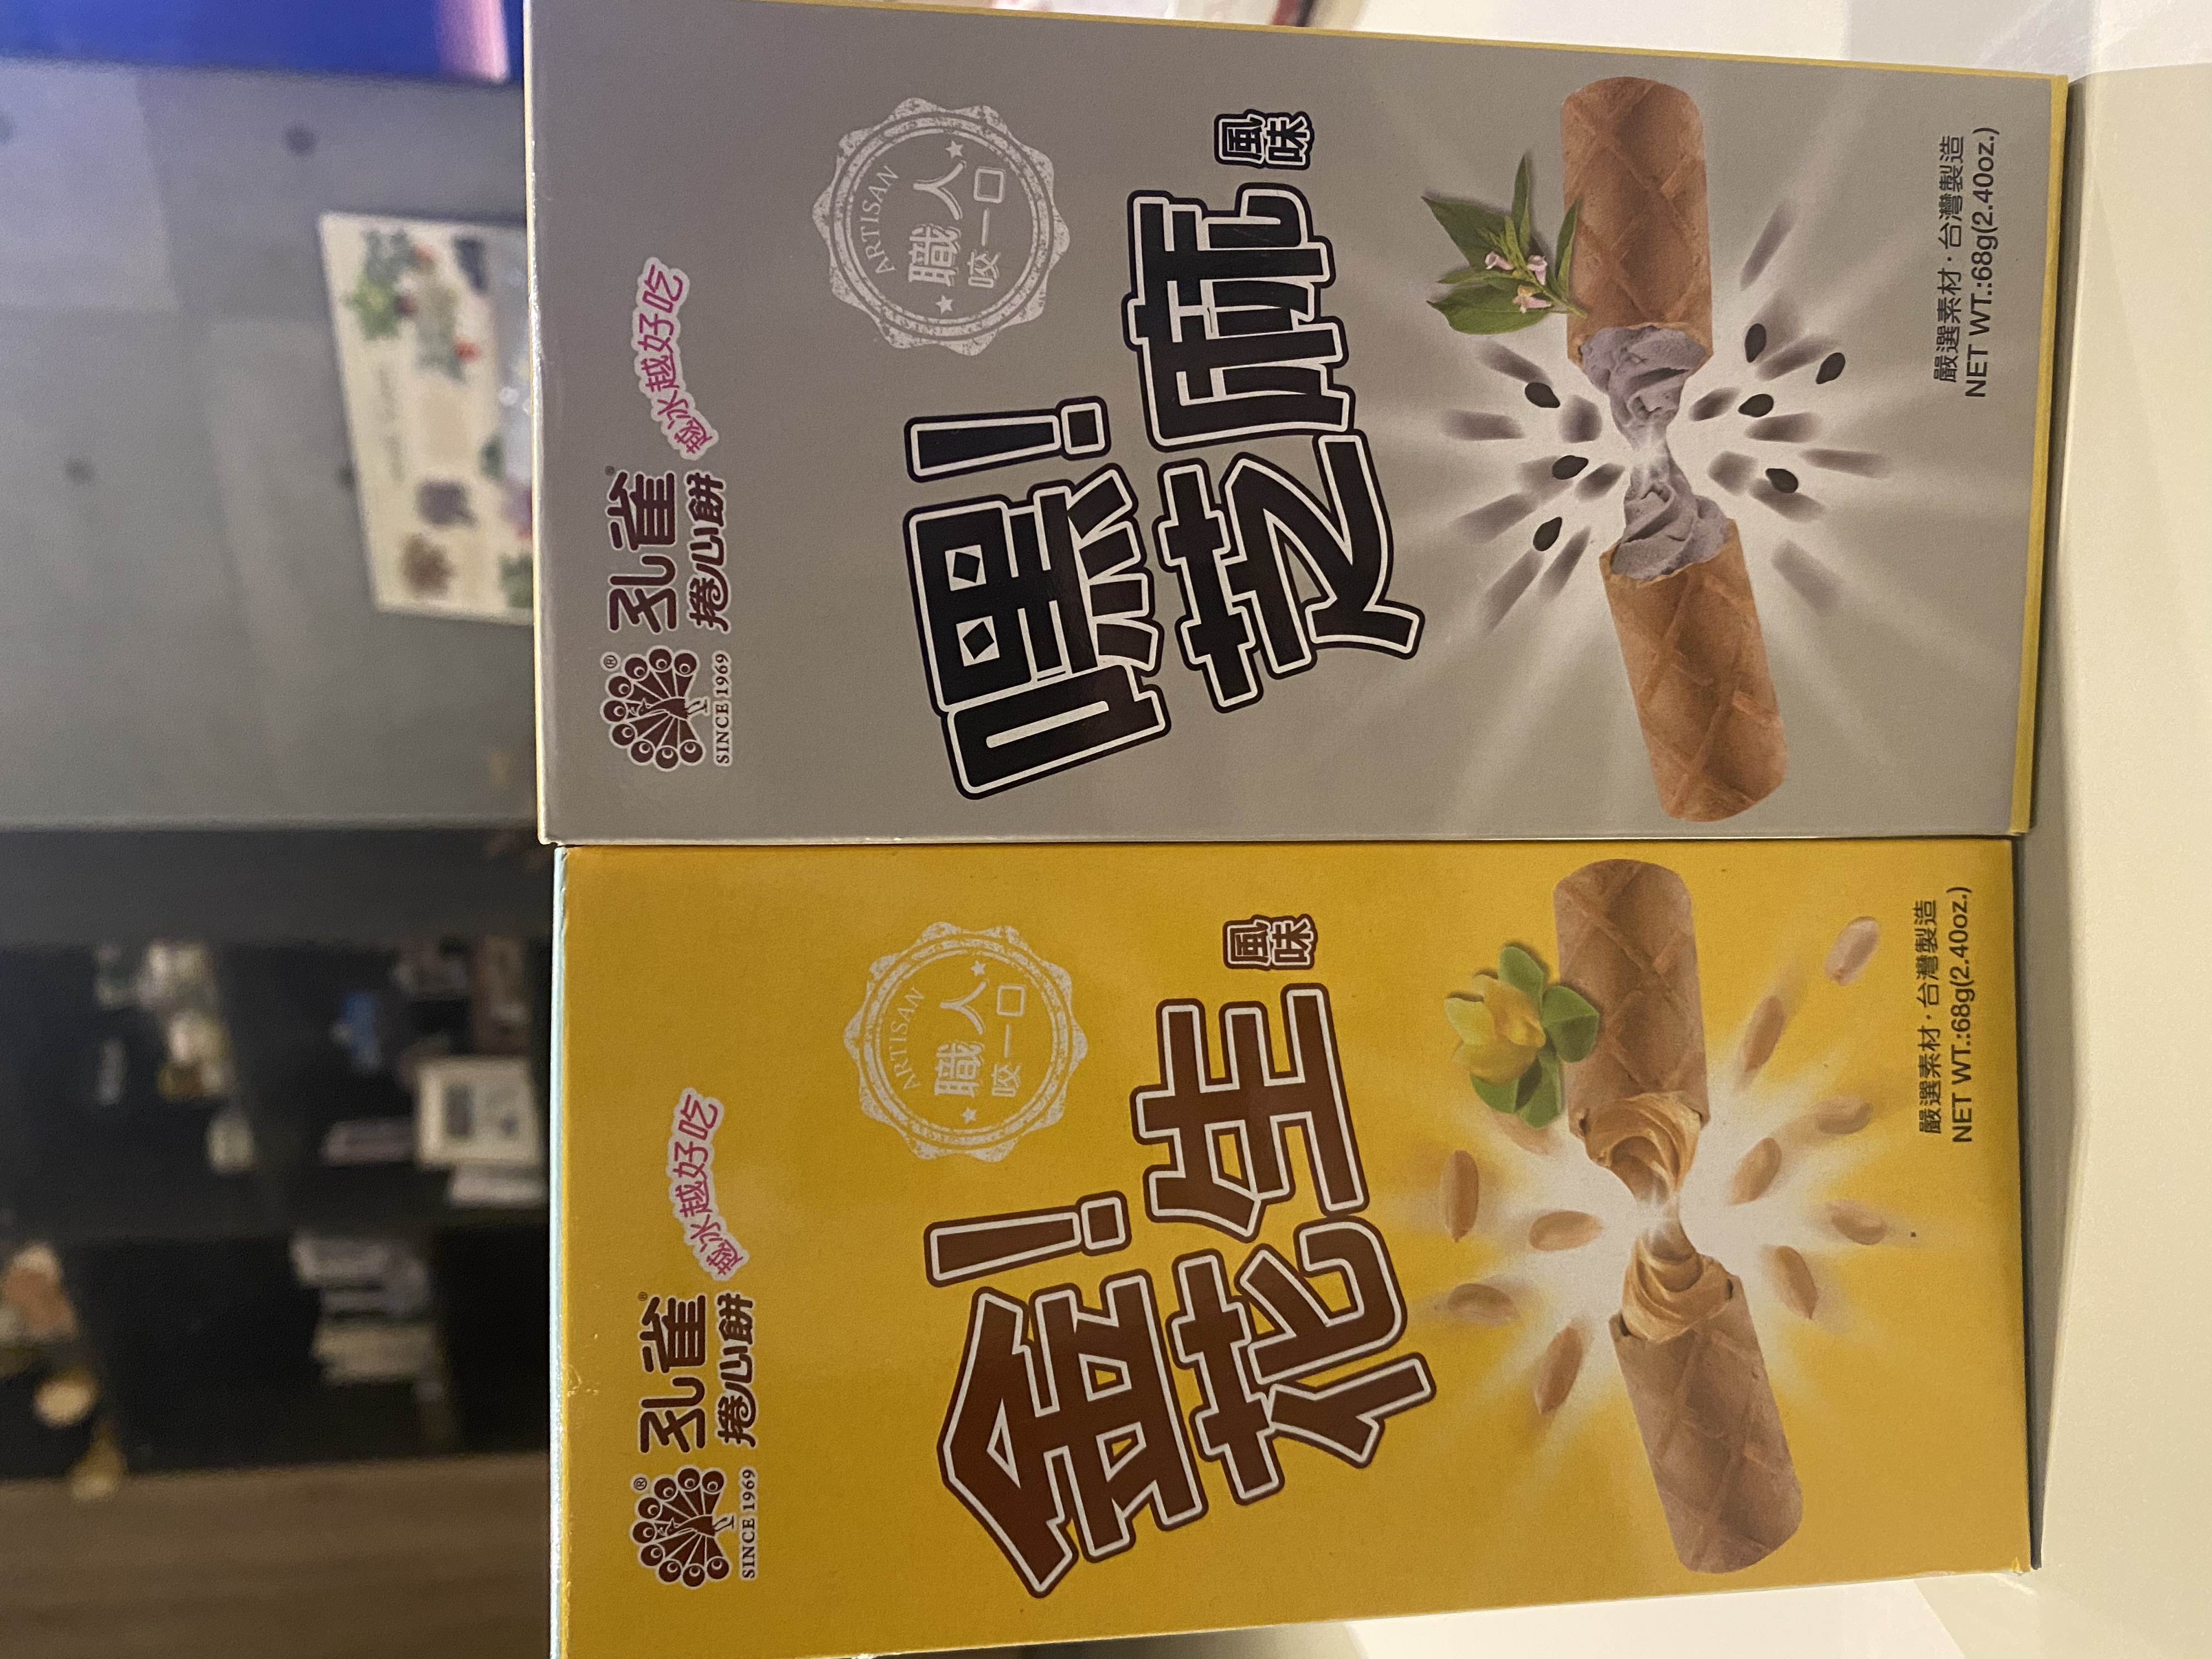 孔雀®
捲心餅
®
SINCE 1969
越冰越好吃
ARTISAN
職人
咬一口
金!
花生
風味
嚴選素材·台灣製造
NET WT.:68g(2.40oz.)
孔雀®
捲心餅
®
SINCE 1969
越冰越好吃
ARTISAN
職人
咬一口
嘿!
芝麻
風味
嚴選素材·台灣製造
NET WT.:68g(2.40oz.)